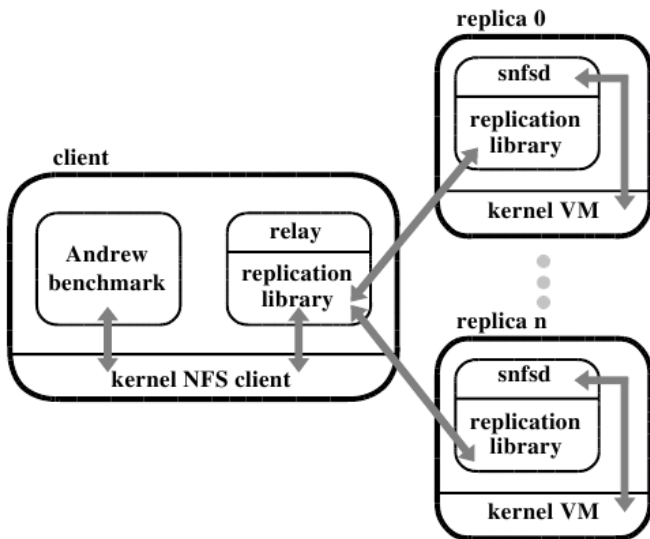 client
Andrew
benchmark
relay
replication
library
kernel NFS client
replica 0
snfsd
replication
library
kernel VM
replica n
snfsd
replication
library
kernel VM